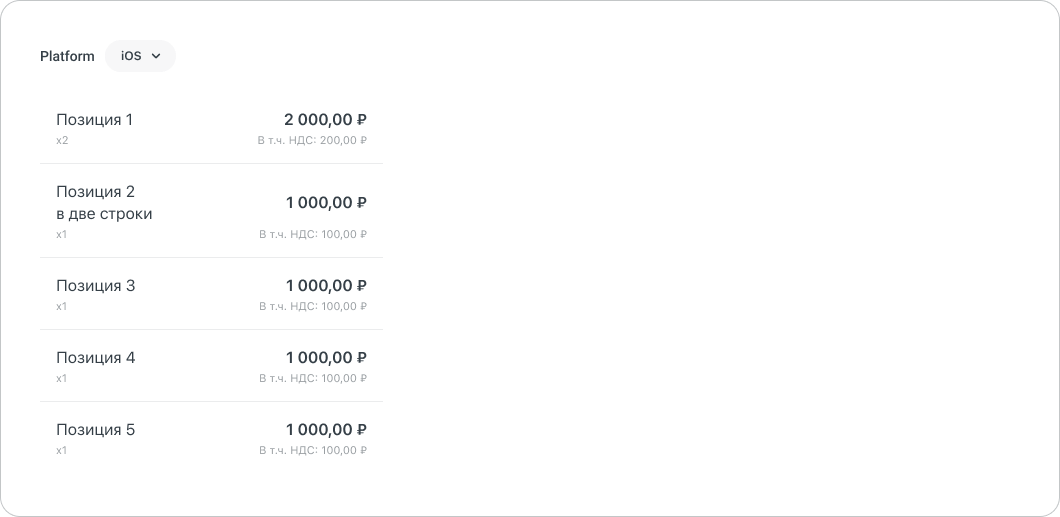 Platform iOS
Позиция 1 2 000,00 ₽
x2 В т.ч. НДС: 200,00 ₽
Позиция 2
в две строки 1 000,00 ₽
x1 В т.ч. НДС: 100,00 ₽
Позиция 3 1 000,00 ₽
x1 В т.ч. НДС: 100,00 ₽
Позиция 4 1 000,00 ₽
x1 В т.ч. НДС: 100,00 ₽
Позиция 5 1 000,00 ₽
x1 В т.ч. НДС: 100,00 ₽